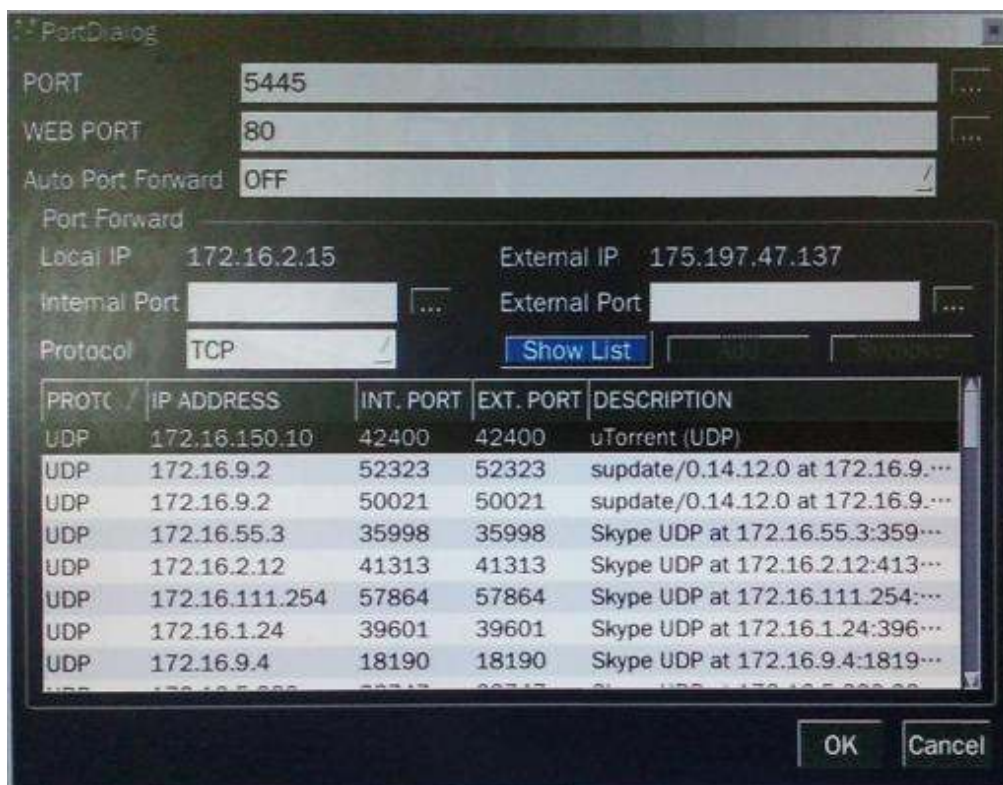 PortDialog
PORT 5445 ...
WEB PORT 80 ...
Auto Port Forward OFF
Port Forward
Local IP 172.16.2.15 External IP 175.197.47.137
Internal Port ... External Port ...
Protocol TCP Show List Add Remove
PROTC IP ADDRESS INT. PORT EXT. PORT DESCRIPTION
UDP 172.16.150.10 42400 42400 uTorrent (UDP)
UDP 172.16.9.2 52323 52323 supdate/0.14.12.0 at 172.16.9.···
UDP 172.16.9.2 50021 50021 supdate/0.14.12.0 at 172.16.9.···
UDP 172.16.55.3 35998 35998 Skype UDP at 172.16.55.3:359···
UDP 172.16.2.12 41313 41313 Skype UDP at 172.16.2.12:413···
UDP 172.16.111.254 57864 57864 Skype UDP at 172.16.111.254:···
UDP 172.16.1.24 39601 39601 Skype UDP at 172.16.1.24:396···
UDP 172.16.9.4 18190 18190 Skype UDP at 172.16.9.4:1819···
OK Cancel